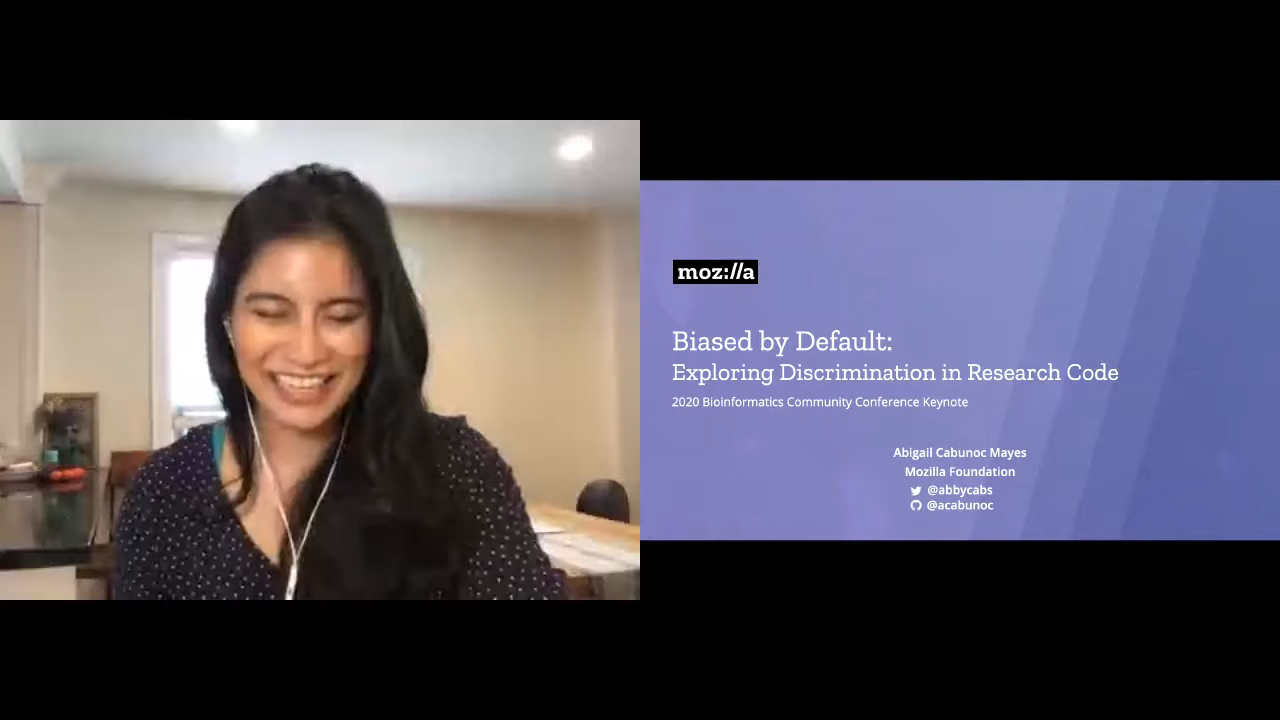 moz://a
Biased by Default:
Exploring Discrimination in Research Code
2020 Bioinformatics Community Conference Keynote
Abigail Cabunoc Mayes
Mozilla Foundation
@abbycabs
@acabunoc